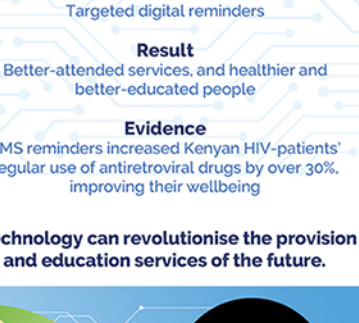 Targeted digital reminders
Result
Better-attended services, and healthier and
better-educated people
Evidence
MS reminders increased Kenyan HIV-patients'
egular use of antiretroviral drugs by over 30%,
improving their wellbeing
echnology can revolutionise the provision
and education services of the future.